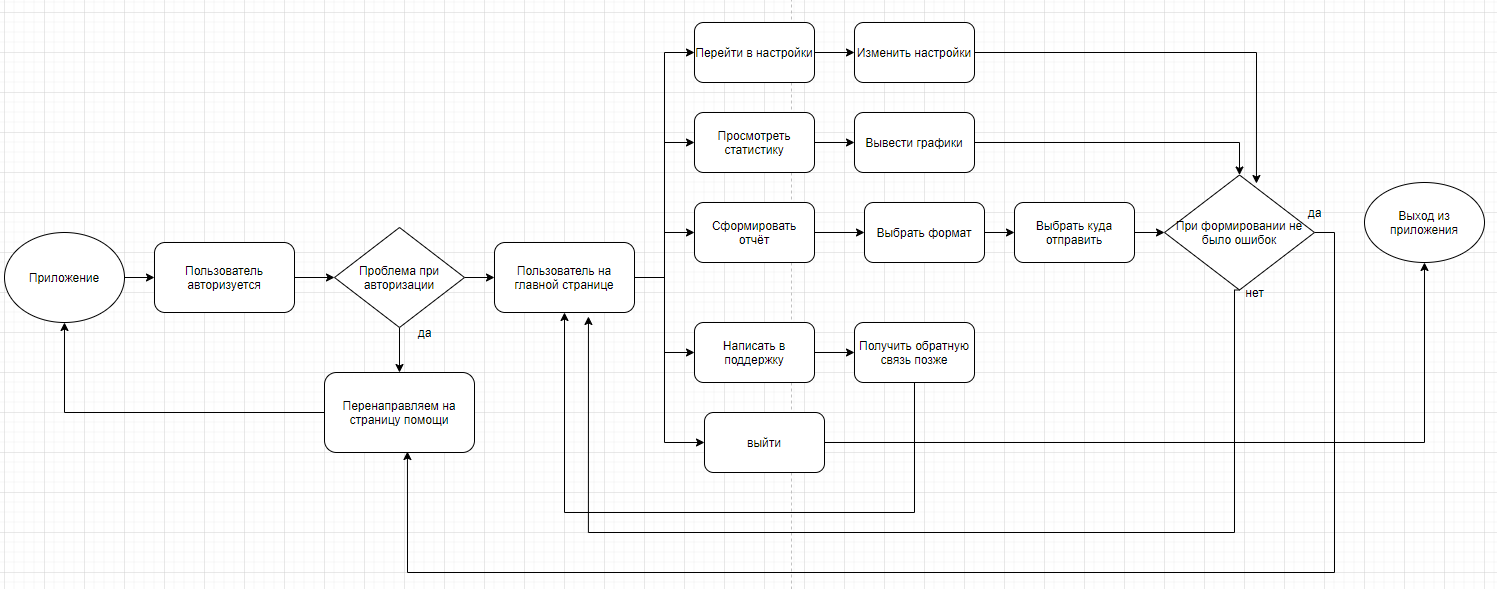 Перейти в настройки
Изменить настройки
Просмотреть
статистику
Вывести графики
Сформировать
отчёт
Выбрать формат
Выбрать куда
отправить
При формировании не
было ошибок
да
нет
Выход из
приложения
Приложение
Пользователь
авторизуется
Проблема при
авторизации
да
Пользователь на
главной странице
Написать в
поддержку
Получить обратную
связь позже
Перенаправляем на
страницу помощи
выйти